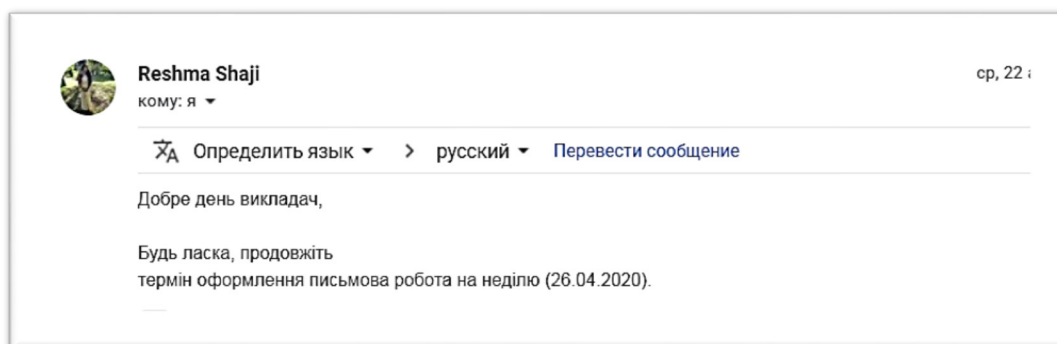 Reshma Shaji
ср, 22
кому: я
Определить язык > русский Перевести сообщение
Добре день викладач,
Будь ласка, продовжіть
термін оформлення письмова робота на неділю (26.04.2020).